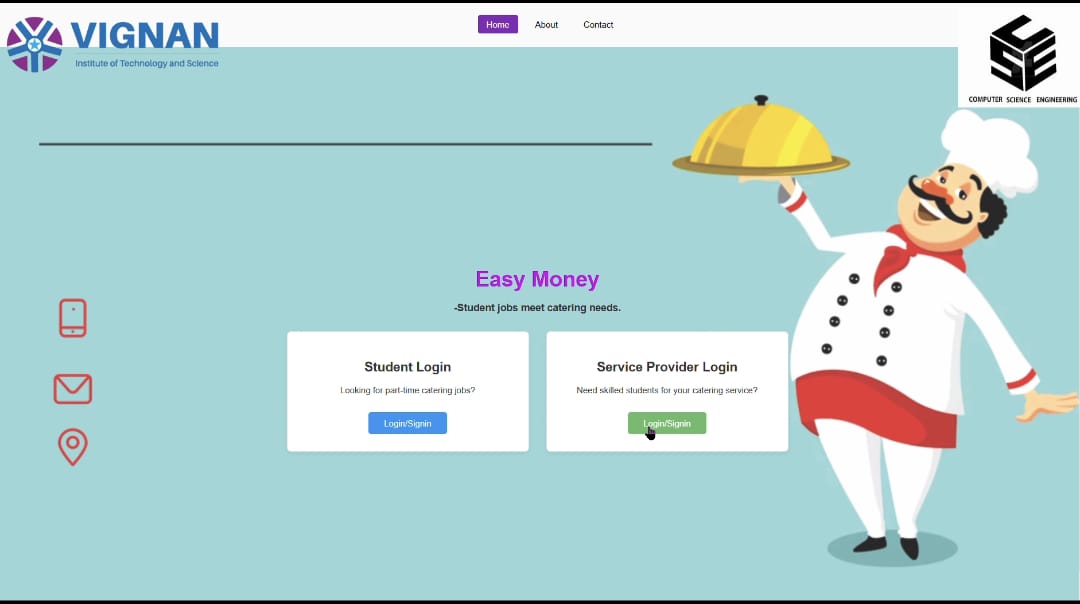 VIGNAN
Institute of Technology and Science
Home About Contact
CSE
COMPUTER SCIENCE ENGINEERING
Easy Money
-Student jobs meet catering needs.
Student Login
Looking for part-time catering jobs?
Login/Signin
Service Provider Login
Need skilled students for your catering service?
Login/Signin